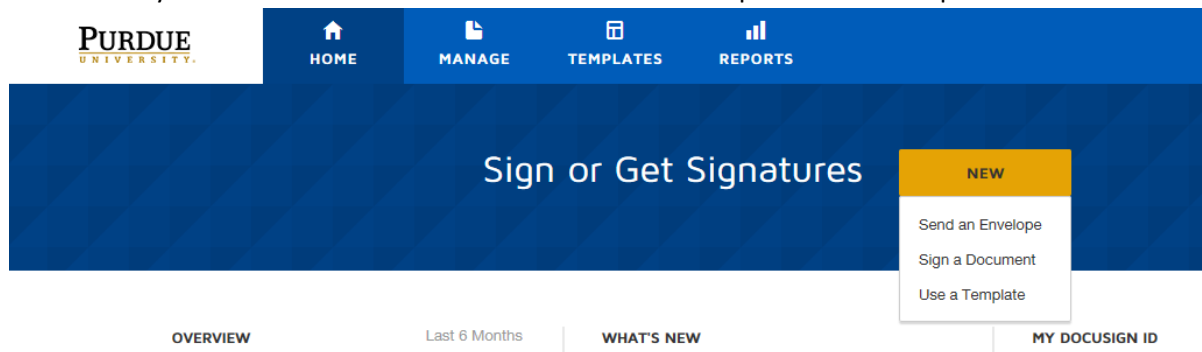 PURDUE
UNIVERSITY.
HOME
MANAGE
TEMPLATES
REPORTS
Sign or Get Signatures
NEW
Send an Envelope
Sign a Document
Use a Template
OVERVIEW
Last 6 Months
WHAT'S NEW
MY DOCUSIGN ID